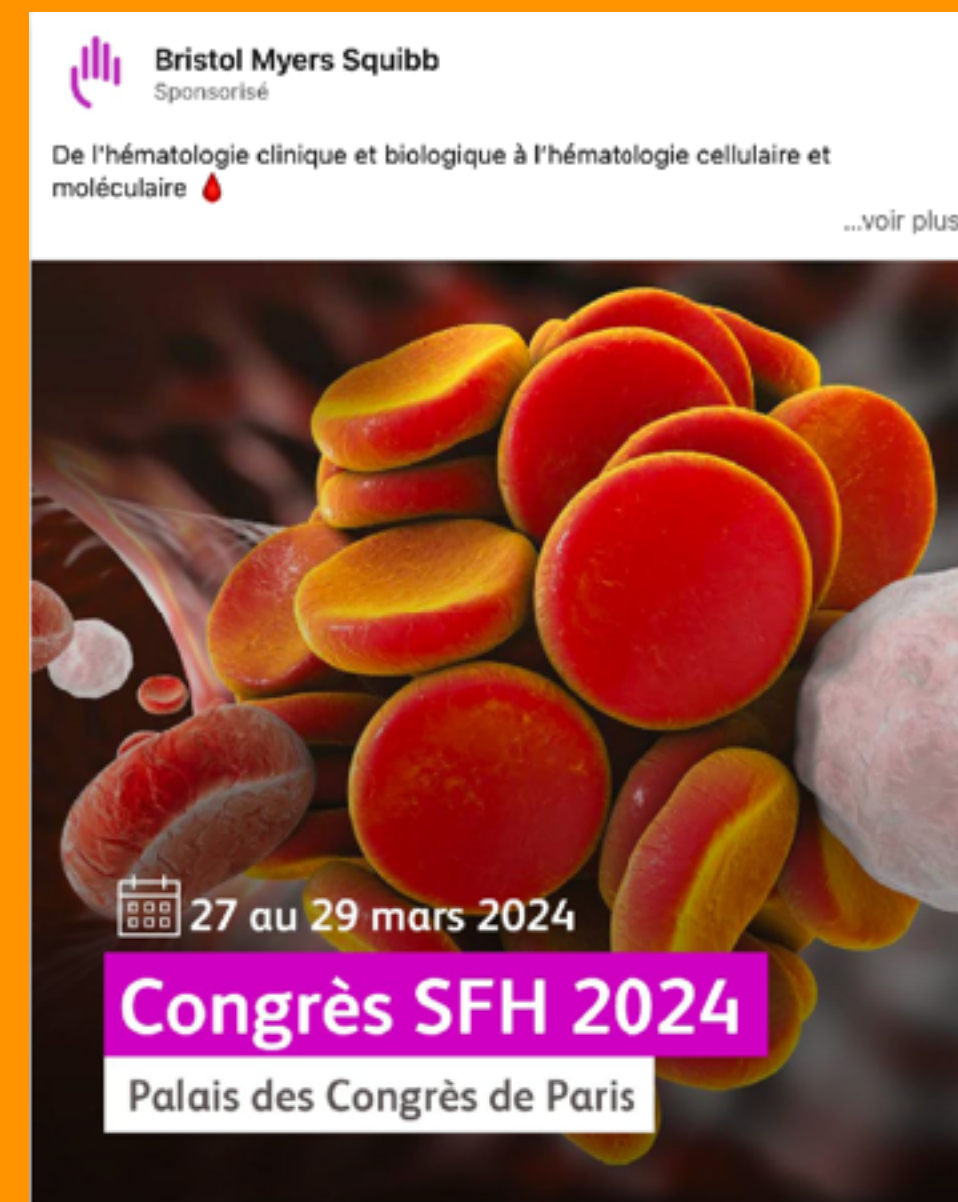 Bristol Myers Squibb
Sponsorisé
De l'hématologie clinique et biologique à l'hématologie cellulaire et
moléculaire 🩸
...voir plus
27 au 29 mars 2024
Congrès SFH 2024
Palais des Congrès de Paris